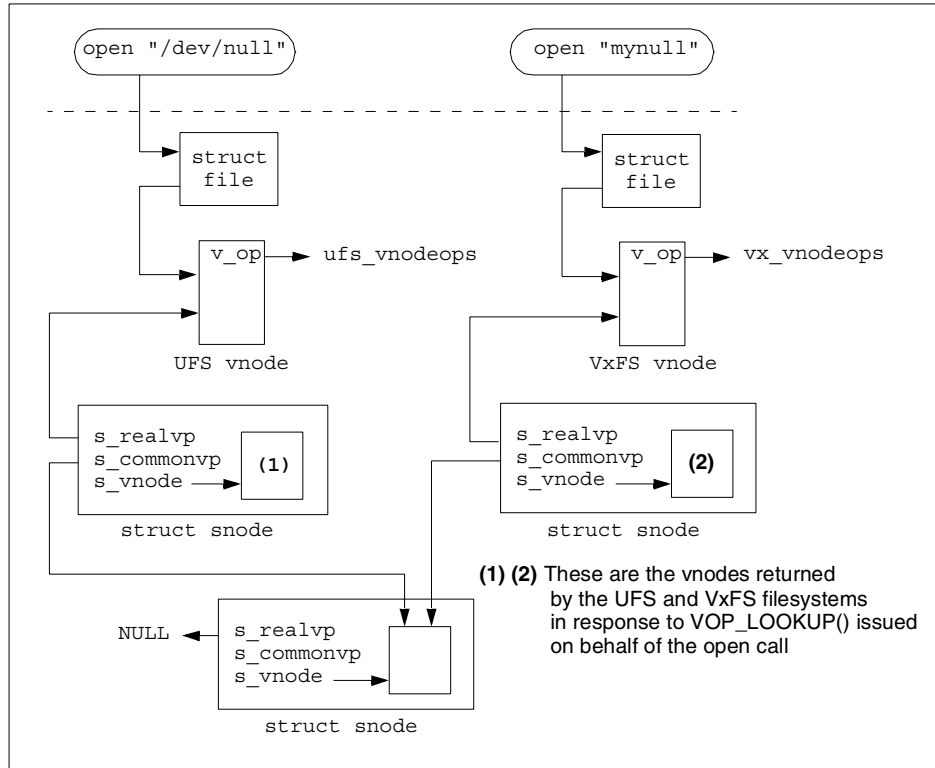 open "/dev/null"
open "mynull"
struct
file
struct
file
v_op
ufs_vnodeops
v_op
vx_vnodeops
UFS vnode
VxFS vnode
s_realvp
s_commonvp
s_vnode
(1)
struct snode
s_realvp
s_commonvp
s_vnode
(2)
struct snode
(1) (2) These are the vnodes returned
by the UFS and VxFS filesystems
in response to VOP_LOOKUP() issued
on behalf of the open call
NULL
s_realvp
s_commonvp
s_vnode
struct snode